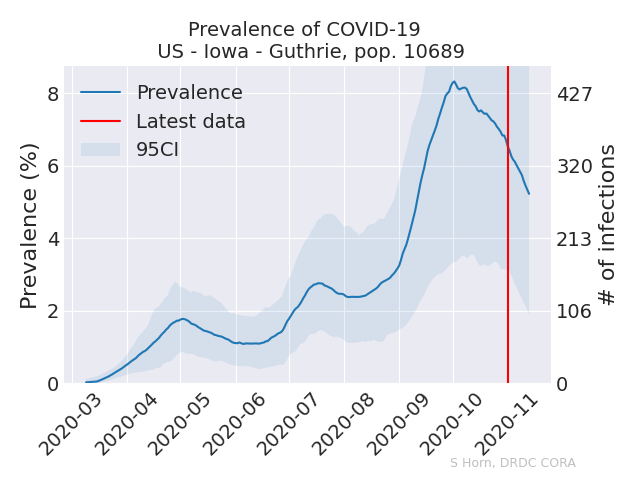 Prevalence of COVID-19
US - Iowa - Guthrie, pop. 10689
Prevalence
Latest data
95CI
Prevalence (%)
8
6
4
2
0
427
320
213
106
0
# of infections
2020-03
2020-04
2020-05
2020-06
2020-07
2020-08
2020-09
2020-10
2020-11
S Horn, DRDC CORA